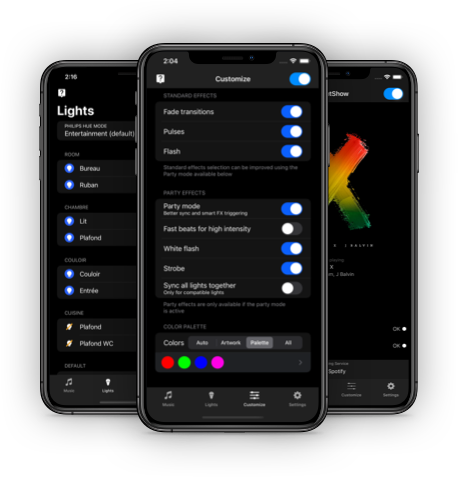 2:16
Lights
PHILIPS HUE MODE
Entertainment (default)
ROOM
Bureau
Ruban
CHAMBRE
Lit
Plafond
COULOIR
Couloir
Entrée
CUISINE
Plafond
Plafond WC
DEFAULT
Music
Lights
2:04
Customize
STANDARD EFFECTS
Fade transitions
Pulses
Flash
Standard effects selection can be improved using the
Party mode available below
PARTY EFFECTS
Party mode
Better sync and smart FX triggering
Fast beats for high intensity
White flash
Strobe
Sync all lights together
Only for compatible lights
Party effects are only available if the party mode
is active
COLOR PALETTE
Colors
Auto
Artwork
Palette
All
Music
Lights
Customize
Settings
tShow
J BALVIN
X
m, J Balvin
OK
OK
Spotify
Customize
Settings